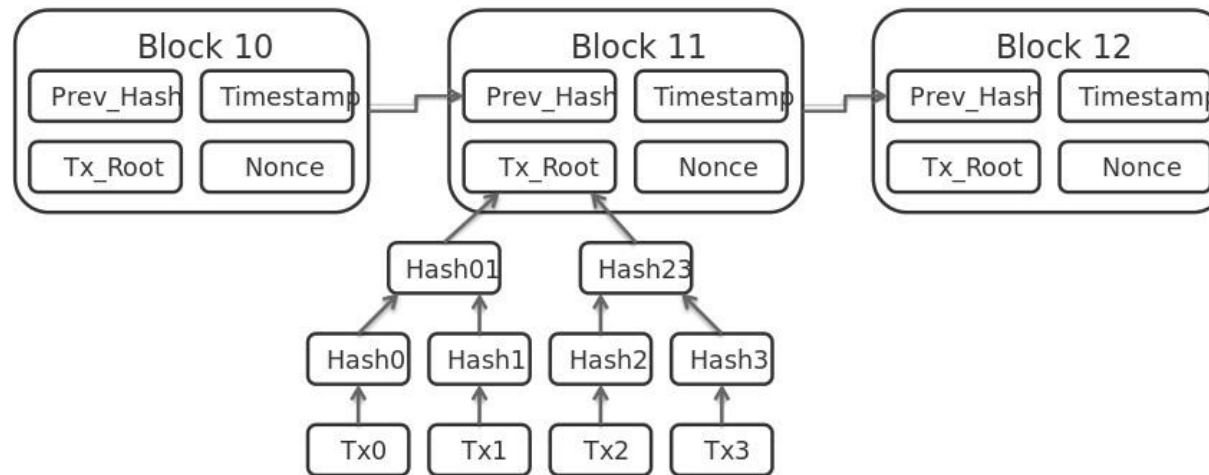 Block 10
Block 11
Block 12
Prev_Hash
Timestamp
Prev_Hash
Timestamp
Prev_Hash
Timestamp
Tx_Root
Nonce
Tx_Root
Nonce
Tx_Root
Nonce
Hash01
Hash23
Hash0
Hash1
Hash2
Hash3
Tx0
Tx1
Tx2
Tx3